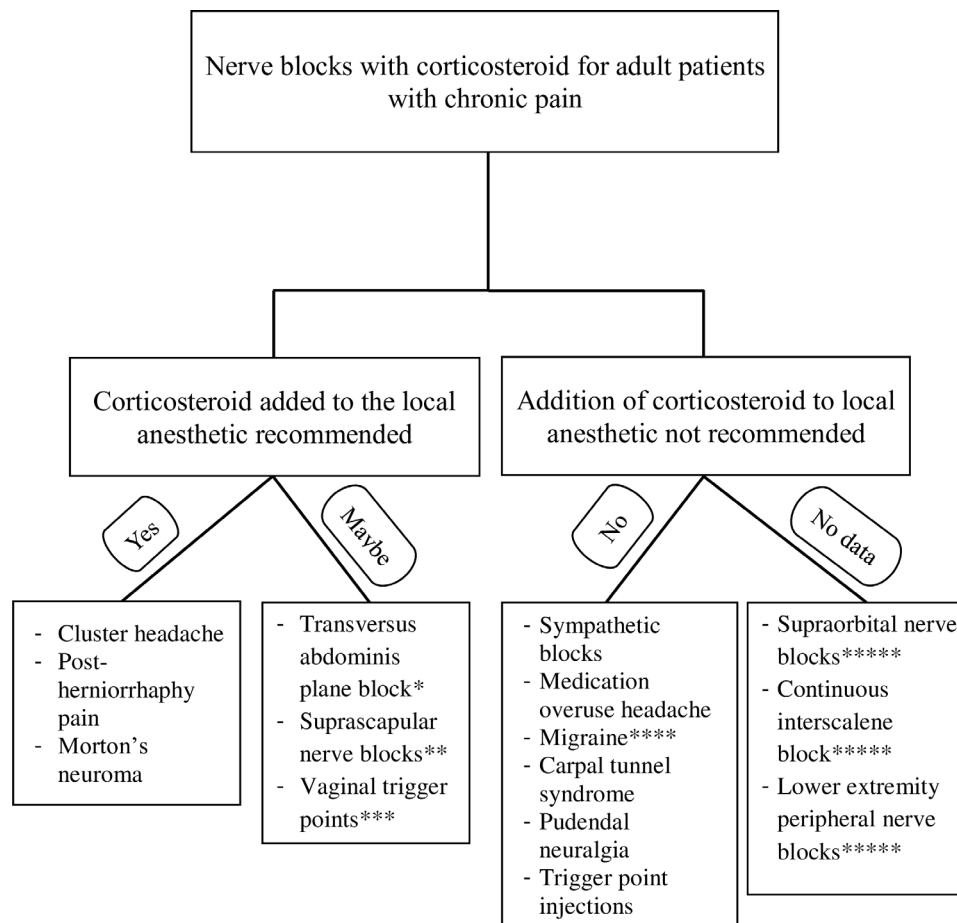 Nerve blocks with corticosteroid for adult patients
with chronic pain
Corticosteroid added to the local
anesthetic recommended
Addition of corticosteroid to local
anesthetic not recommended
Yes
Maybe
No
No data
- Cluster headache
- Post-
herniorrhaphy
pain
- Morton's
neuroma
- Transversus
abdominis
plane block*
- Suprascapular
nerve blocks**
- Vaginal trigger
points***
- Sympathetic
blocks
- Medication
overuse headache
- Migraine****
- Carpal tunnel
syndrome
- Pudendal
neuralgia
- Trigger point
injections
- Supraorbital nerve
blocks*****
- Continuous
interscalene
block*****
- Lower extremity
peripheral nerve
blocks*****